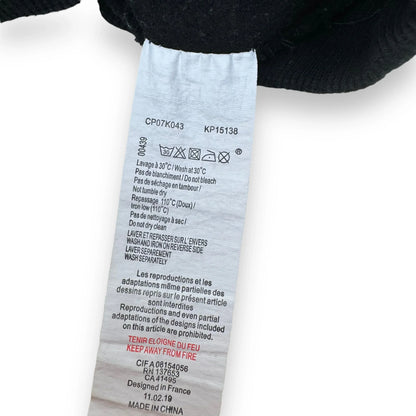 CP07K043 KP15138
00439
Lavage à 30°C / Wash at 30°C
Pas de blanchiment / Do not bleach
Pas de séchage en tambour /
Not tumble dry
Repassage 110°C (Doux) /
Iron low (110°C)
Pas de nettoyage à sec /
Do not dry clean
LAVER ET REPASSER SUR L'ENVERS
WASH AND IRON ON REVERSE
LAVER SEPAREMENT
WASH SEPARATELY
Les reproductions et les
adaptations même partielles des
dessins repris sur le présent article
sont interdites.
Reproductions and even partial
adaptations of the designs included
on this article are prohibited.
TENIR ELOIGNE DU FEU
KEEP AWAY FROM FIRE
CIF A 08154056
RN 137653
CA 41495
Designed in France
11.02.19
MADE IN CHINA